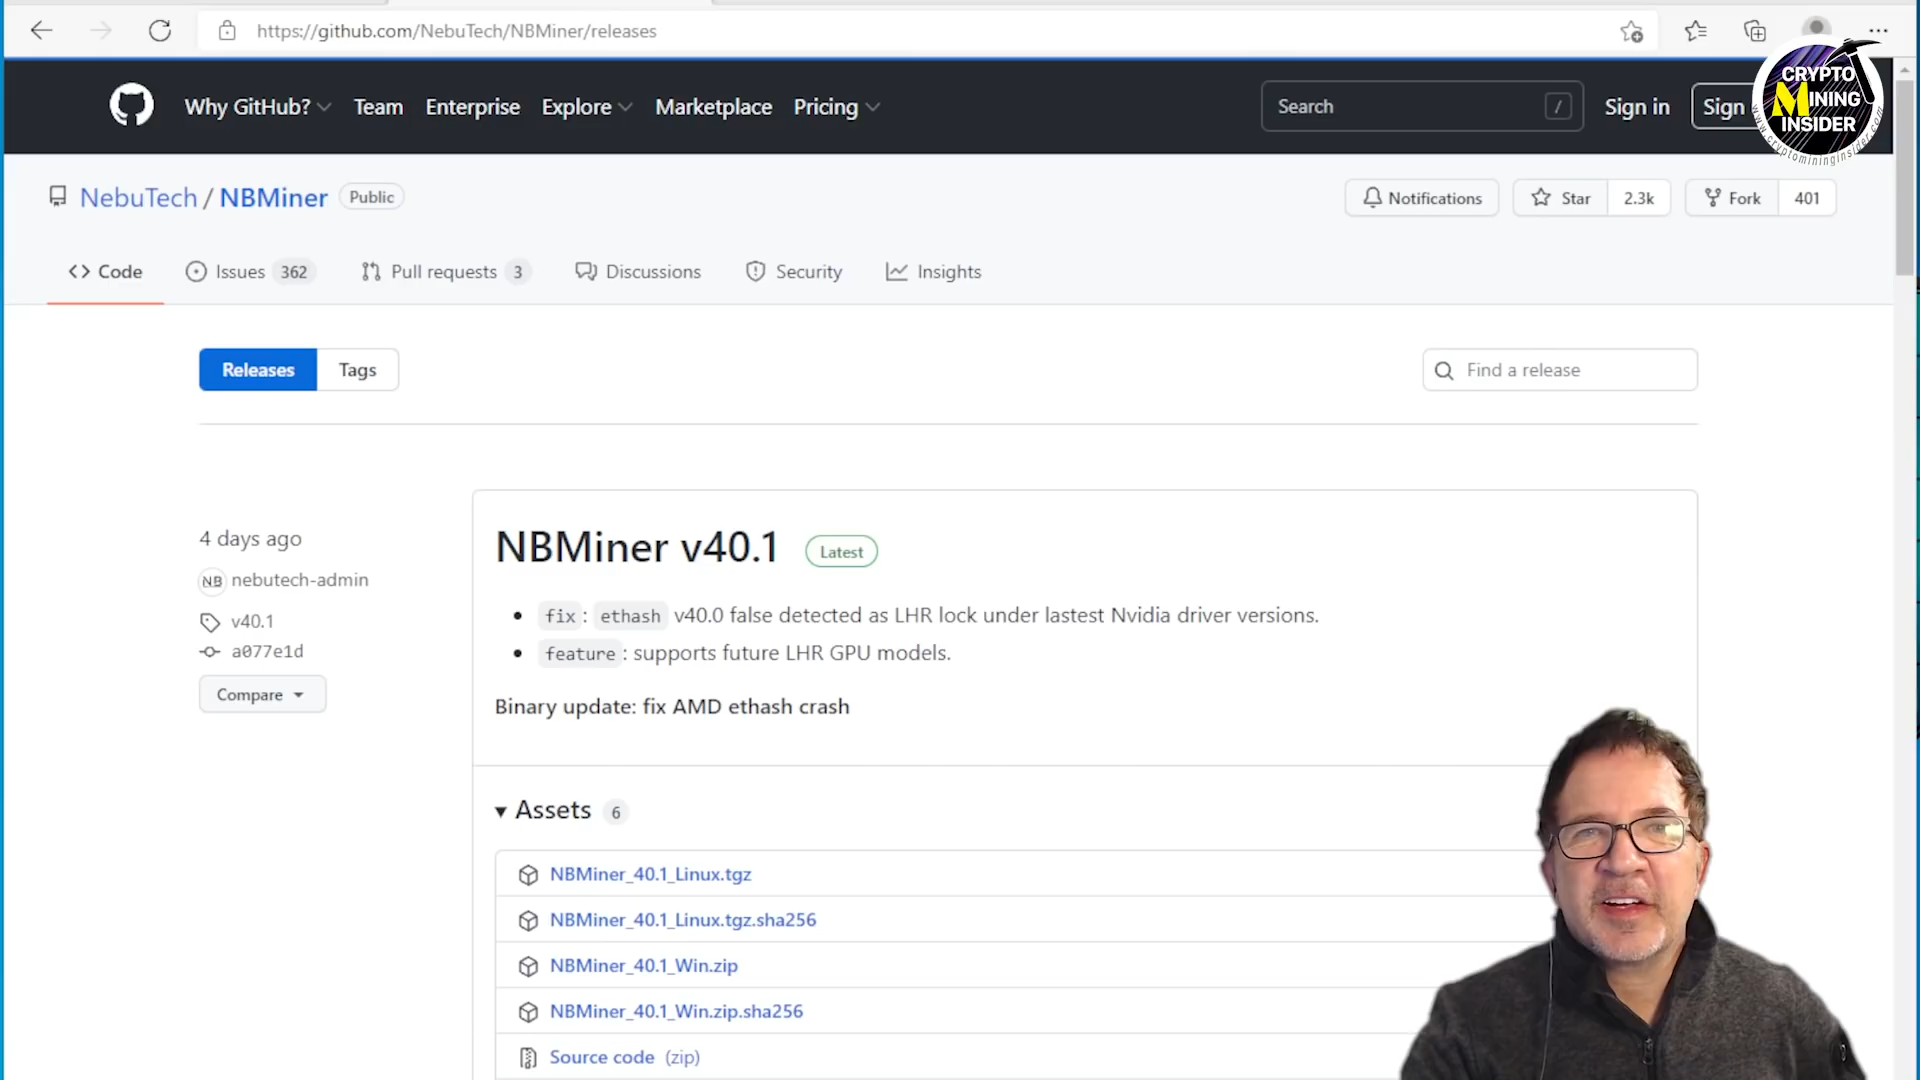 https://github.com/NebuTech/NBMiner/releases
Why GitHub? Team Enterprise Explore Marketplace Pricing Search / Sign in Sign
CRYPTO
MINING
INSIDER
www.cryptomininginsider.com
NebuTech / NBMiner Public Notifications Star 2.3k Fork 401
Code Issues 362 Pull requests 3 Discussions Security Insights
Releases Tags Find a release
4 days ago
NB nebutech-admin
v40.1
a077e1d
Compare
NBMiner v40.1 Latest
fix : ethash v40.0 false detected as LHR lock under lastest Nvidia driver versions.
feature : supports future LHR GPU models.
Binary update: fix AMD ethash crash
Assets 6
NBMiner_40.1_Linux.tgz
NBMiner_40.1_Linux.tgz.sha256
NBMiner_40.1_Win.zip
NBMiner_40.1_Win.zip.sha256
Source code (zip)